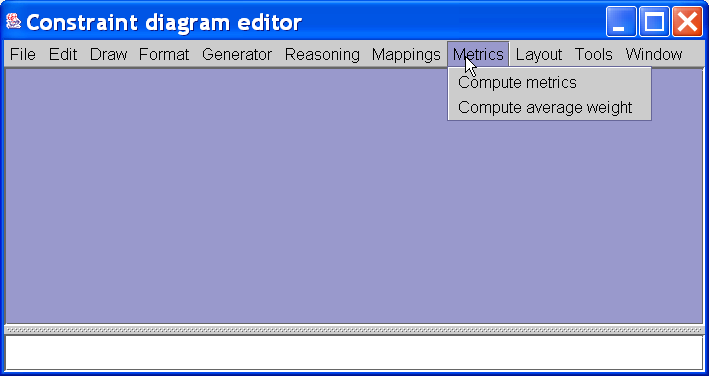 Constraint diagram editor
File Edit Draw Format Generator Reasoning Mappings Metrics Layout Tools Window
Compute metrics
Compute average weight